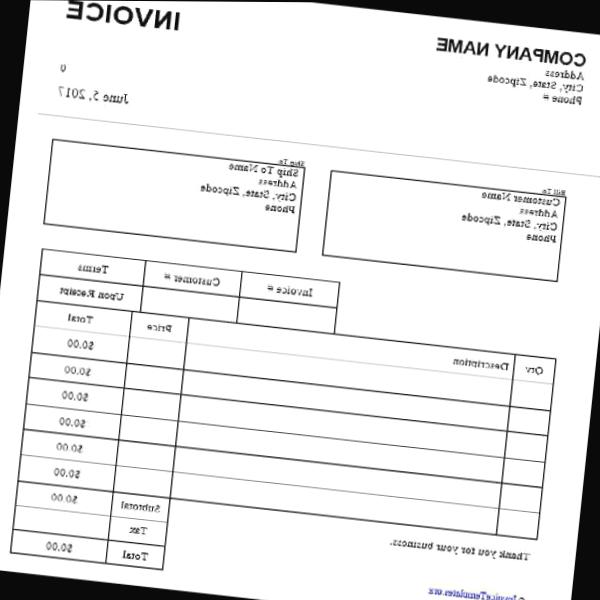 COMPANY NAME
Address
City, State, Zipcode
Phone #
INVOICE
0
June 5, 2017
Bill To
Customer Name
Address
City, State, Zipcode
Phone
Ship To
Ship To Name
Address
City, State, Zipcode
Phone
Invoice # Customer # Terms
Upon Receipt
Qty Description Price Total
$0.00
$0.00
$0.00
$0.00
$0.00
$0.00
Subtotal $0.00
Tax
Total $0.00
Thank you for your business.
© InvoiceTemplates.org